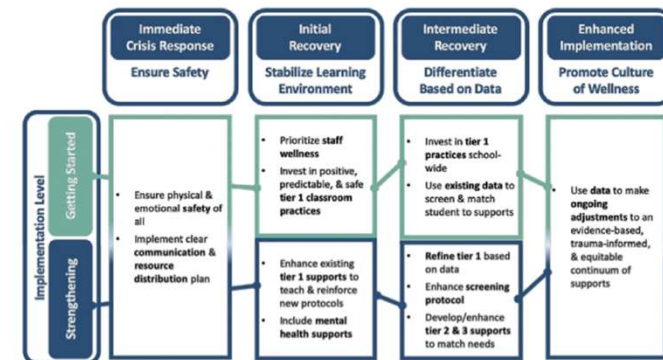 Immediate
Crisis Response
Ensure Safety
Initial
Recovery
Stabilize Learning
Environment
Intermediate
Recovery
Differentiate
Based on Data
Enhanced
Implementation
Promote Culture
of Wellness
Implementation Level
Getting Started
Strengthening
• Ensure physical &
emotional safety of
all
• Implement clear
communication &
resource
distribution plan
• Prioritize staff
wellness
• Invest in positive,
predictable, & safe
tier 1 classroom
practices
• Invest in tier 1
practices school-
wide
• Use existing data to
screen & match
student to supports
• Enhance existing
tier 1 supports to
teach & reinforce
new protocols
• Include mental
health supports
• Refine tier 1 based
on data
• Enhance screening
protocol
• Develop/enhance
tier 2 & 3 supports
to match needs
• Use data to make
ongoing
adjustments to an
evidence-based,
trauma-informed,
& equitable
continuum of
supports